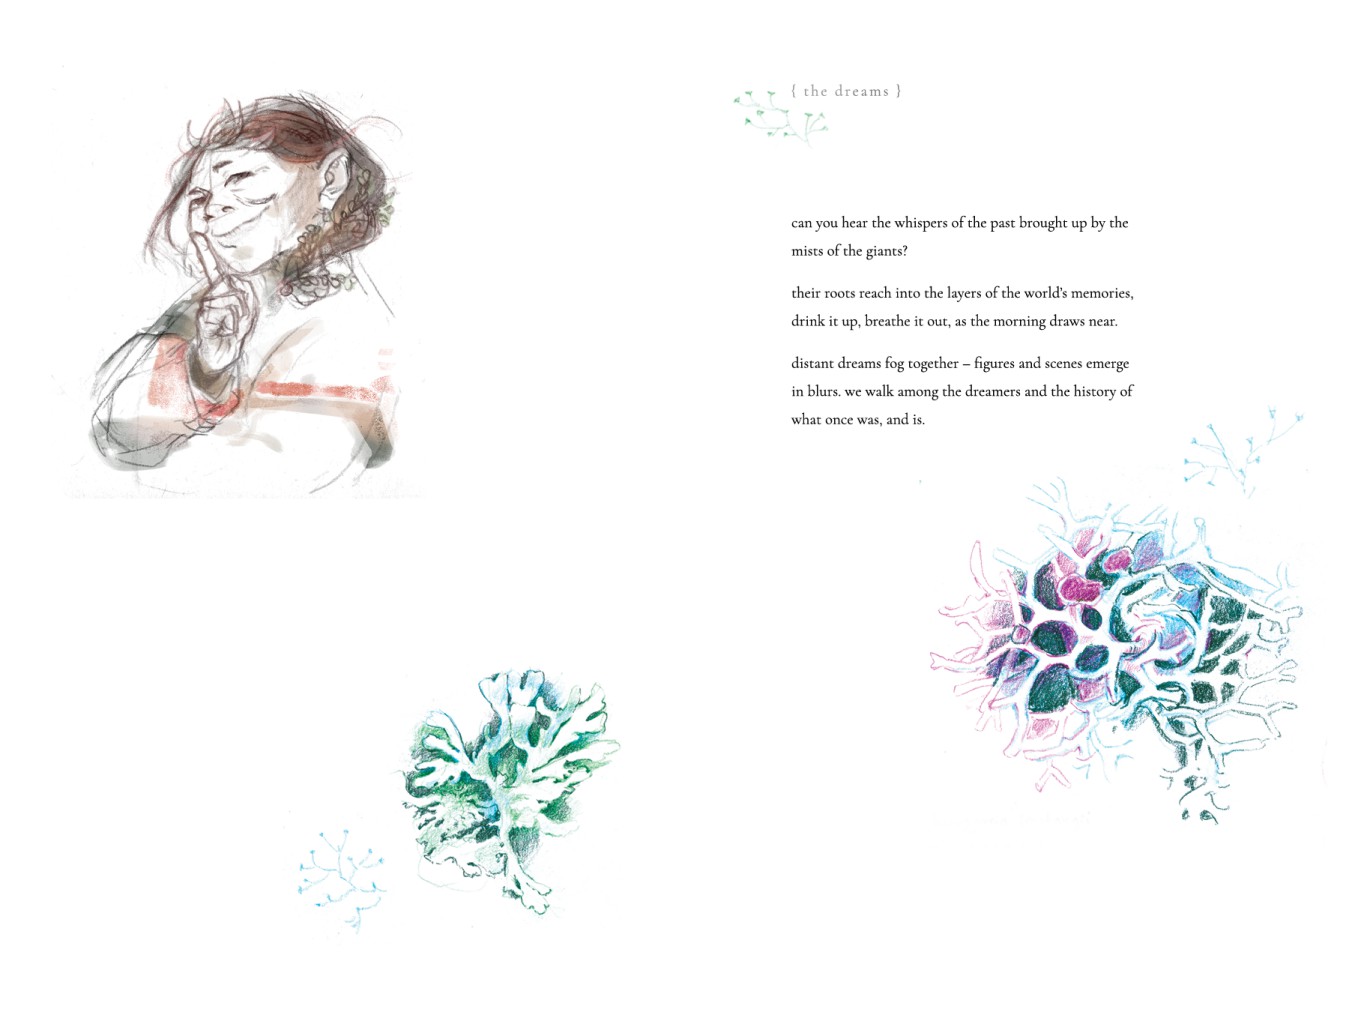 { the dreams }
can you hear the whispers of the past brought up by the
mists of the giants?
their roots reach into the layers of the world's memories,
drink it up, breathe it out, as the morning draws near.
distant dreams fog together – figures and scenes emerge
in blurs. we walk among the dreamers and the history of
what once was, and is.